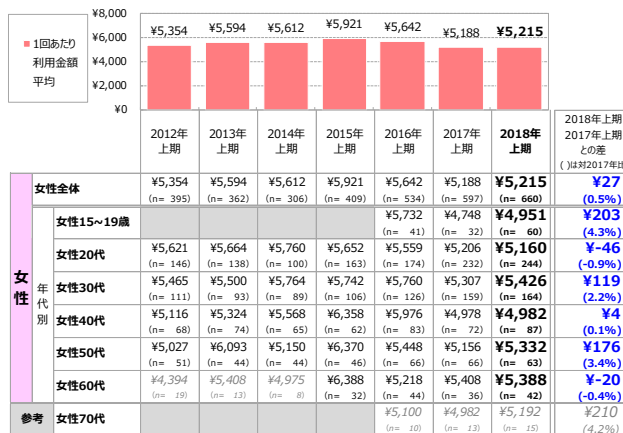 ¥8,000
¥6,000
¥4,000
¥2,000
¥0
1回あたり
利用金額
平均
¥5,354 ¥5,594 ¥5,612 ¥5,921 ¥5,642 ¥5,188 ¥5,215
2012年上期 2013年上期 2014年上期 2015年上期 2016年上期 2017年上期 2018年上期
2018年上期
2017年上期
との差
( )は対2017年比
女性
年代別
女性全体 ¥5,354 ¥5,594 ¥5,612 ¥5,921 ¥5,642 ¥5,188 ¥5,215 ¥27
(n= 395) (n= 362) (n= 306) (n= 409) (n= 534) (n= 597) (n= 660) (0.5%)
女性15~19歳 ¥5,732 ¥4,748 ¥4,951 ¥203
(n= 41) (n= 32) (n= 60) (4.3%)
女性20代 ¥5,621 ¥5,664 ¥5,760 ¥5,652 ¥5,559 ¥5,206 ¥5,160 ¥-46
(n= 146) (n= 138) (n= 100) (n= 163) (n= 174) (n= 232) (n= 244) (-0.9%)
女性30代 ¥5,465 ¥5,500 ¥5,764 ¥5,742 ¥5,760 ¥5,307 ¥5,426 ¥119
(n= 111) (n= 93) (n= 89) (n= 106) (n= 126) (n= 159) (n= 164) (2.2%)
女性40代 ¥5,116 ¥5,324 ¥5,568 ¥6,358 ¥5,976 ¥4,978 ¥4,982 ¥4
(n= 68) (n= 74) (n= 65) (n= 62) (n= 83) (n= 72) (n= 87) (0.1%)
女性50代 ¥5,027 ¥6,093 ¥5,150 ¥6,370 ¥5,448 ¥5,156 ¥5,332 ¥176
(n= 51) (n= 44) (n= 44) (n= 46) (n= 66) (n= 66) (n= 63) (3.4%)
女性60代 ¥4,394 ¥5,408 ¥4,975 ¥6,388 ¥5,218 ¥5,408 ¥5,388 ¥-20
(n= 19) (n= 13) (n= 8) (n= 32) (n= 44) (n= 36) (n= 42) (-0.4%)
参考 女性70代 ¥5,100 ¥4,982 ¥5,192 ¥210
(n= 10) (n= 13) (n= 15) (4.2%)